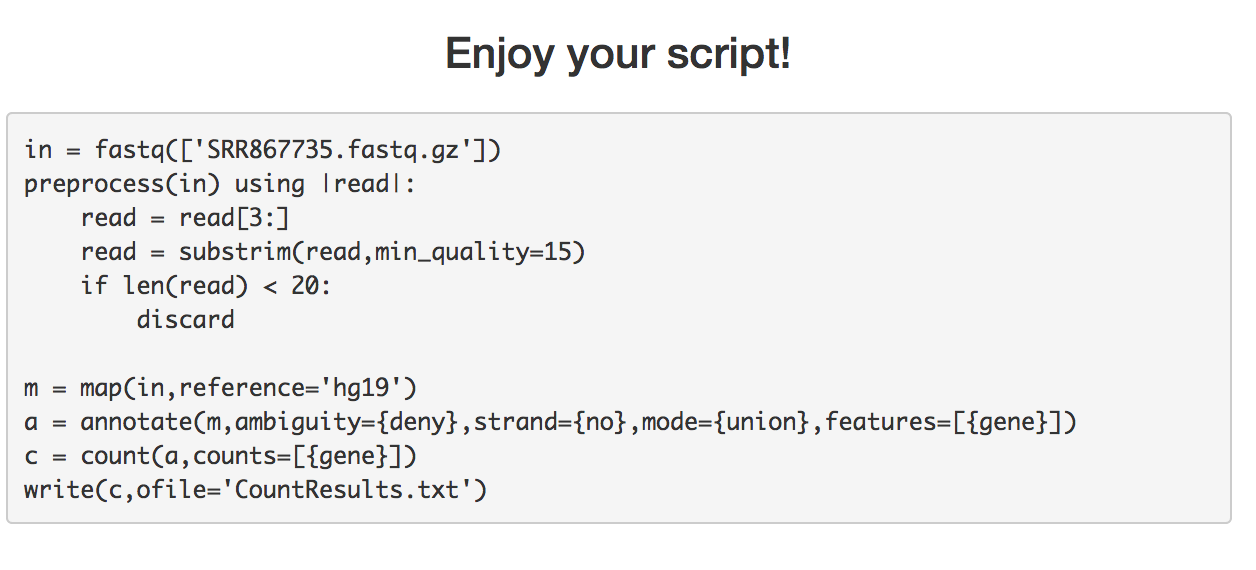 Enjoy your script!
in = fastq(['SRR867735.fastq.gz'])
preprocess(in) using |read|:
    read = read[3:]
    read = substrim(read,min_quality=15)
    if len(read) < 20:
        discard

m = map(in,reference='hg19')
a = annotate(m,ambiguity={deny},strand={no},mode={union},features=[{gene}])
c = count(a,counts=[{gene}])
write(c,ofile='CountResults.txt')